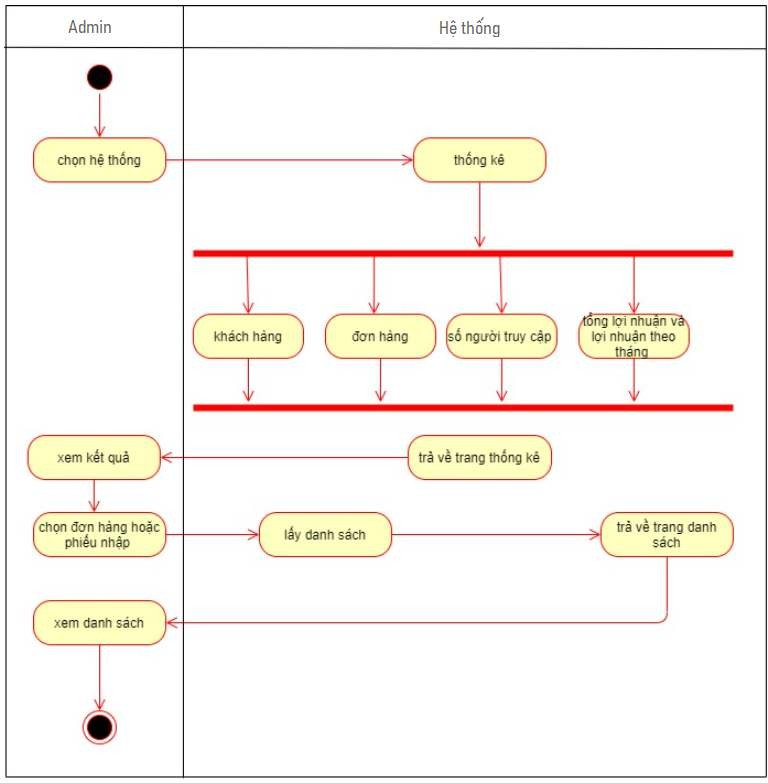 Admin
Hệ thống
chọn hệ thống
thống kê
khách hàng
đơn hàng
số người truy cập
tổng lợi nhuận và
lợi nhuận theo
tháng
xem kết quả
trả về trang thống kê
chọn đơn hàng hoặc
phiếu nhập
lấy danh sách
trả về trang danh
sách
xem danh sách